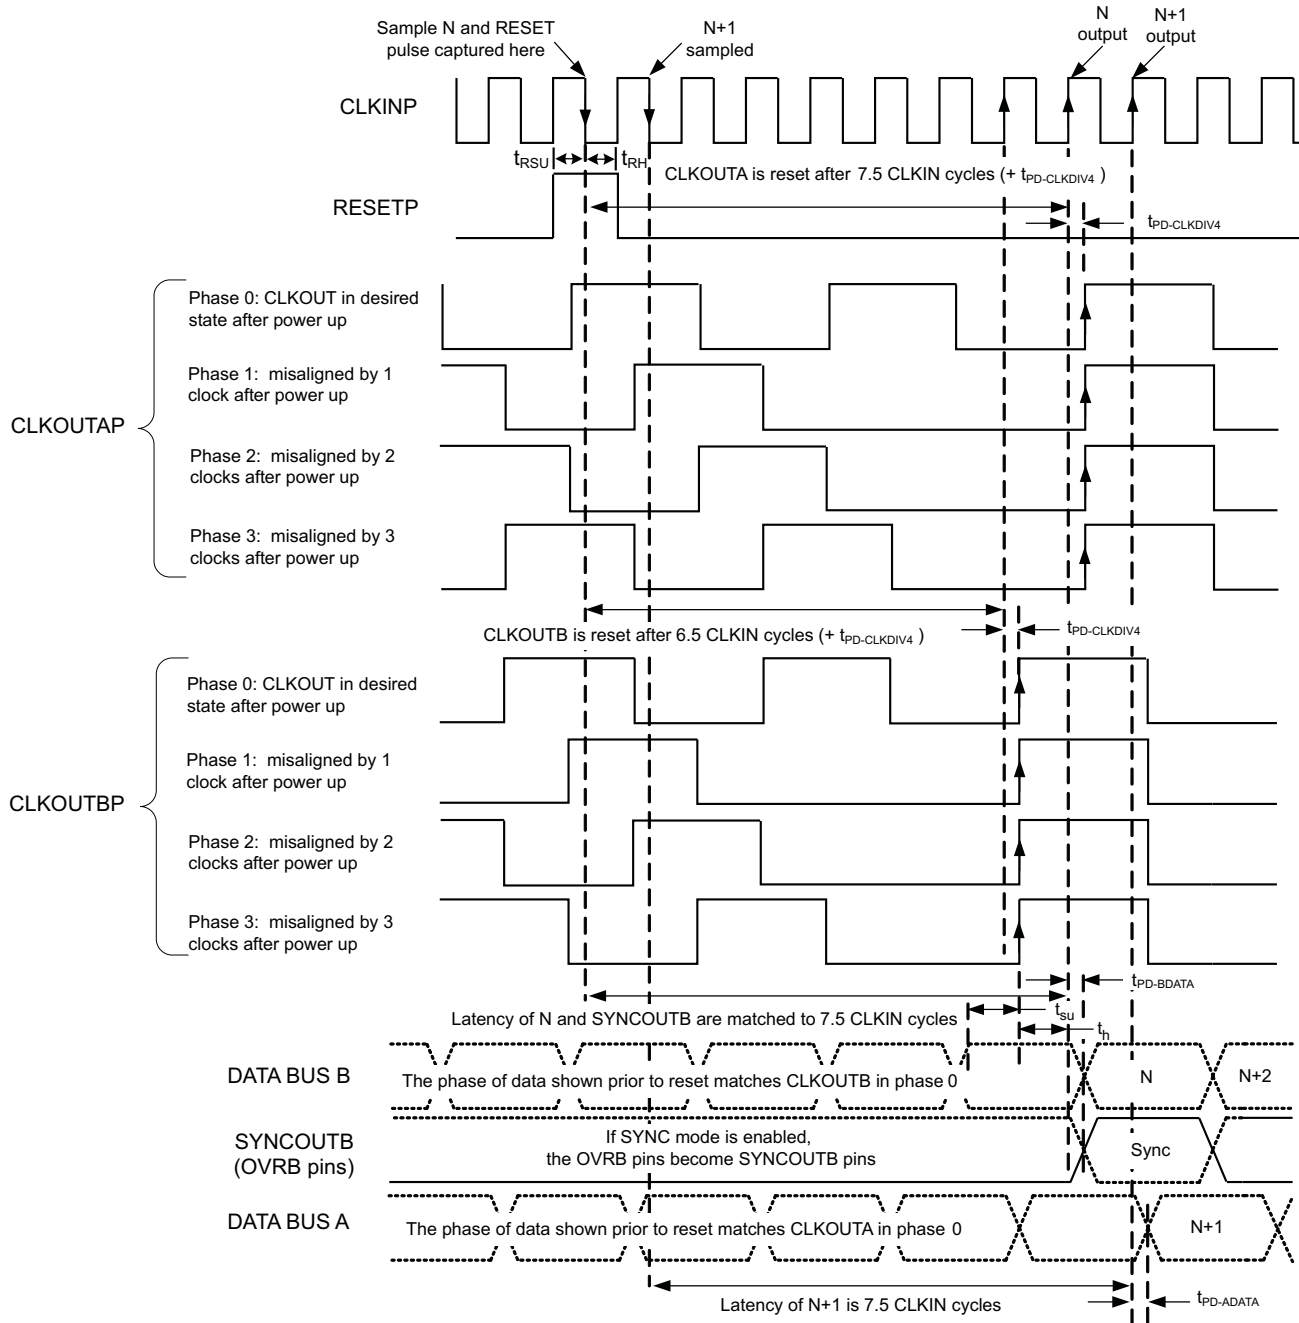 Sample N and RESET
pulse captured here
N+1
sampled
N
output
N+1
output
CLKINP
tRSU
tRH
CLKOUTA is reset after 7.5 CLKIN cycles (+ tPD-CLKDIV4 )
RESETP
tPD-CLKDIV4
Phase 0: CLKOUT in desired
state after power up
Phase 1: misaligned by 1
clock after power up
CLKOUTAP
Phase 2: misaligned by 2
clocks after power up
Phase 3: misaligned by 3
clocks after power up
CLKOUTB is reset after 6.5 CLKIN cycles (+ tPD-CLKDIV4 )
tPD-CLKDIV4
Phase 0: CLKOUT in desired
state after power up
Phase 1: misaligned by 1
clock after power up
CLKOUTBP
Phase 2: misaligned by 2
clocks after power up
Phase 3: misaligned by 3
clocks after power up
tPD-BDATA
Latency of N and SYNCOUTB are matched to 7.5 CLKIN cycles
tsu
th
DATA BUS B
The phase of data shown prior to reset matches CLKOUTB in phase 0
N
N+2
SYNCOUTB
(OVRB pins)
If SYNC mode is enabled,
the OVRB pins become SYNCOUTB pins
Sync
DATA BUS A
The phase of data shown prior to reset matches CLKOUTA in phase 0
N+1
Latency of N+1 is 7.5 CLKIN cycles
tPD-ADATA